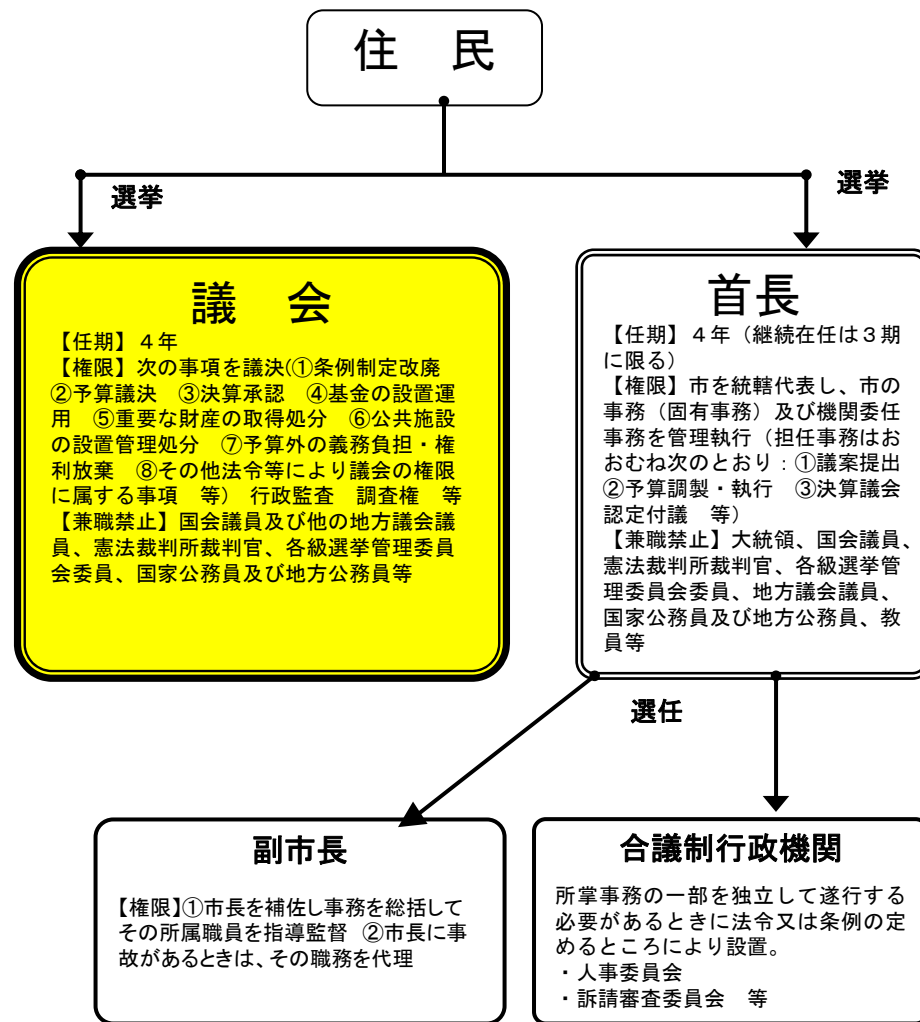 住　民
選挙
選挙
議　会
【任期】４年
【権限】次の事項を議決(①条例制定改廃
②予算議決　③決算承認　④基金の設置運
用　⑤重要な財産の取得処分　⑥公共施設
の設置管理処分　⑦予算外の義務負担・権
利放棄　⑧その他法令等により議会の権限
に属する事項　等）　行政監査　調査権　等
【兼職禁止】国会議員及び他の地方議会議
員、憲法裁判所裁判官、各級選挙管理委員
会委員、国家公務員及び地方公務員等
首長
【任期】４年（継続在任は３期
に限る）
【権限】市を統轄代表し、市の
事務（固有事務）及び機関委任
事務を管理執行（担任事務はお
おむね次のとおり：①議案提出
②予算調製・執行　③決算議会
認定付議　等）
【兼職禁止】大統領、国会議員、
憲法裁判所裁判官、各級選挙管
理委員会委員、地方議会議員、
国家公務員及び地方公務員、教
員等
選任
副市長
【権限】①市長を補佐し事務を総括して
その所属職員を指導監督　②市長に事
故があるときは、その職務を代理
合議制行政機関
所掌事務の一部を独立して遂行する
必要があるときに法令又は条例の定
めるところにより設置。
・人事委員会
・訴請審査委員会　等